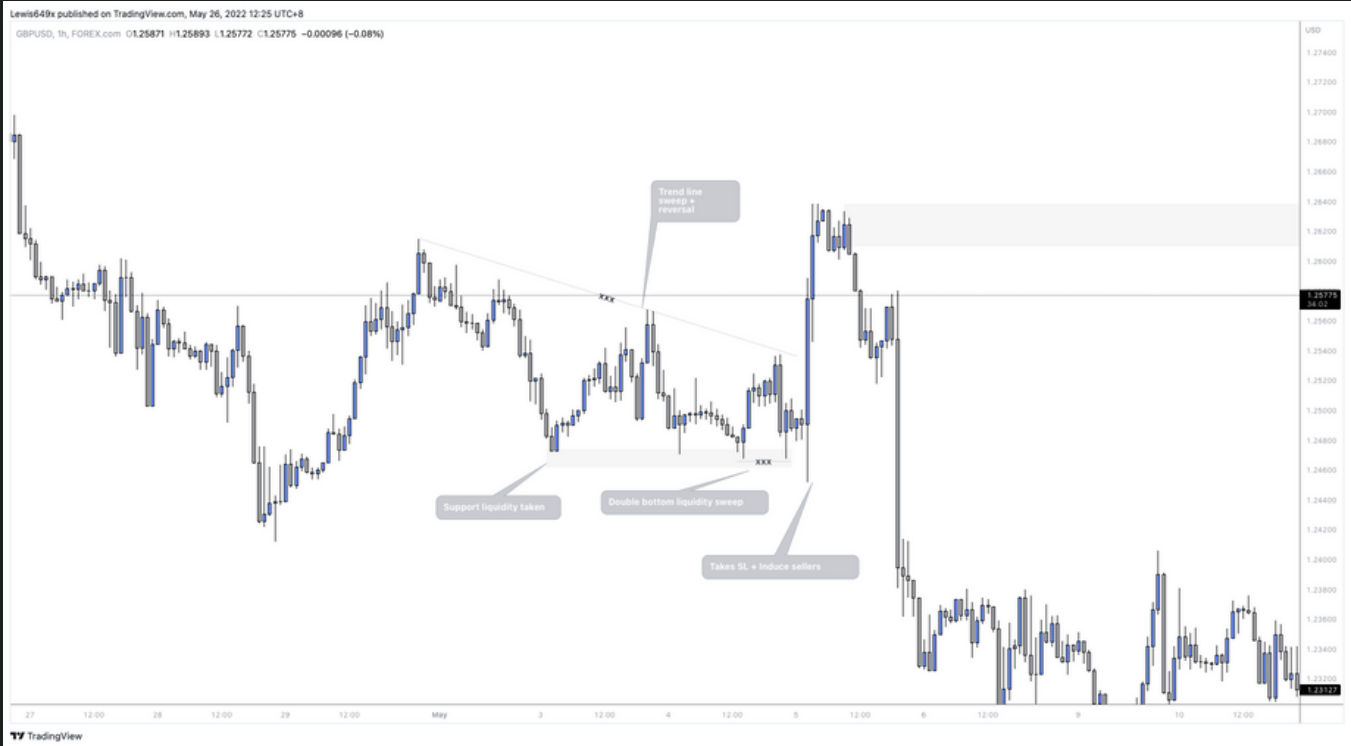 Lewis649x published on TradingView.com, May 26, 2022 12:25 UTC+8
GBPUSD, 1h, FOREX.com O1.25871 H1.25893 L1.25772 C1.25775 −0.00096 (−0.08%)
USD
1.27400
1.27200
1.27000
1.26800
1.26600
1.26400
1.26200
1.26000
1.25775
34:02
1.25600
1.25400
1.25200
1.25000
1.24800
1.24600
1.24400
1.24200
1.24000
1.23800
1.23600
1.23400
1.23200
1.23127
Trend line
sweep +
reversal
xxx
xxx
Support liquidity taken
Double bottom liquidity sweep
Takes SL + Induce sellers
27 12:00 28 12:00 29 12:00 May 3 12:00 4 12:00 5 12:00 6 12:00 9 10 12:00
TradingView